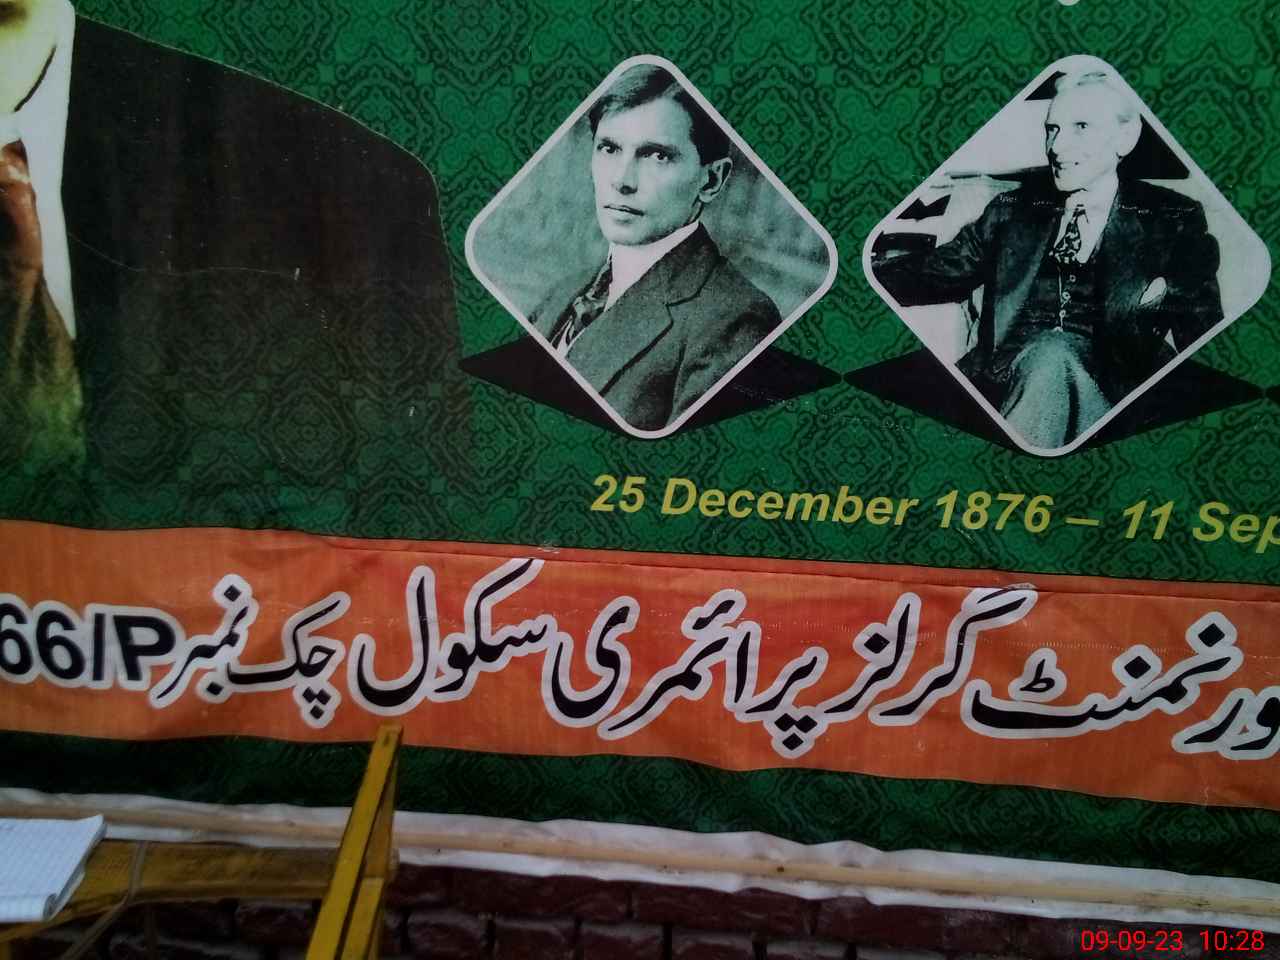 25 December 1876 – 11 Sep
ورنمنٹ گرلز پرائمری سکول چک نمبر 66/P
09-09-23 10:28